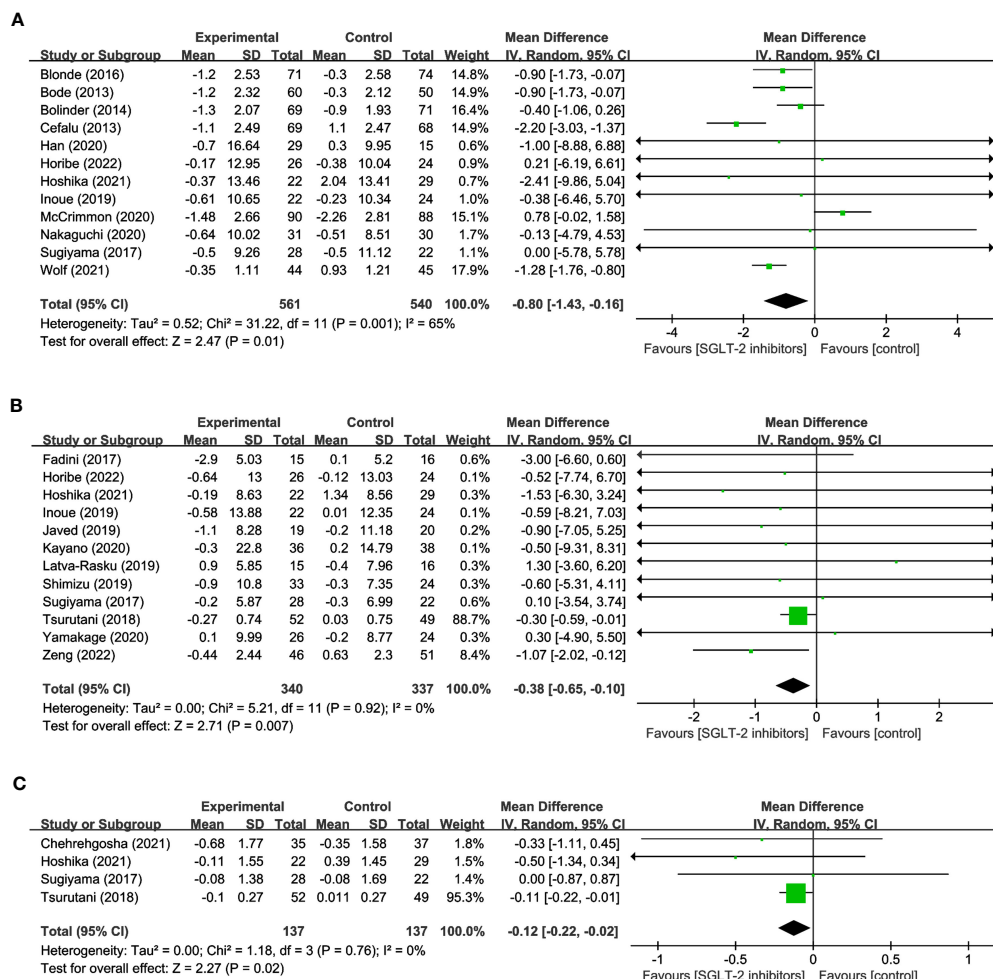 A
Experimental Control Mean Difference Mean Difference
Study or Subgroup Mean SD Total Mean SD Total Weight IV. Random. 95% CI IV. Random. 95% CI
Blonde (2016) -1.2 2.53 71 -0.3 2.58 74 14.8% -0.90 [-1.73, -0.07]
Bode (2013) -1.2 2.32 60 -0.3 2.12 50 14.9% -0.90 [-1.73, -0.07]
Bolinder (2014) -1.3 2.07 69 -0.9 1.93 71 16.4% -0.40 [-1.06, 0.26]
Cefalu (2013) -1.1 2.49 69 1.1 2.47 68 14.9% -2.20 [-3.03, -1.37]
Han (2020) -0.7 16.64 29 0.3 9.95 15 0.6% -1.00 [-8.88, 6.88]
Horibe (2022) -0.17 12.95 26 -0.38 10.04 24 0.9% 0.21 [-6.19, 6.61]
Hoshika (2021) -0.37 13.46 22 2.04 13.41 29 0.7% -2.41 [-9.86, 5.04]
Inoue (2019) -0.61 10.65 22 -0.23 10.34 24 1.0% -0.38 [-6.46, 5.70]
McCrimmon (2020) -1.48 2.66 90 -2.26 2.81 88 15.1% 0.78 [-0.02, 1.58]
Nakaguchi (2020) -0.64 10.02 31 -0.51 8.51 30 1.7% -0.13 [-4.79, 4.53]
Sugiyama (2017) -0.5 9.26 28 -0.5 11.12 22 1.1% 0.00 [-5.78, 5.78]
Wolf (2021) -0.35 1.11 44 0.93 1.21 45 17.9% -1.28 [-1.76, -0.80]
Total (95% CI) 561 540 100.0% -0.80 [-1.43, -0.16]
Heterogeneity: Tau² = 0.52; Chi² = 31.22, df = 11 (P = 0.001); I² = 65%
Test for overall effect: Z = 2.47 (P = 0.01)
-4 -2 0 2 4
Favours [SGLT-2 inhibitors] Favours [control]
B
Experimental Control Mean Difference Mean Difference
Study or Subgroup Mean SD Total Mean SD Total Weight IV. Random. 95% CI IV. Random. 95% CI
Fadini (2017) -2.9 5.03 15 0.1 5.2 16 0.6% -3.00 [-6.60, 0.60]
Horibe (2022) -0.64 13 26 -0.12 13.03 24 0.1% -0.52 [-7.74, 6.70]
Hoshika (2021) -0.19 8.63 22 1.34 8.56 29 0.3% -1.53 [-6.30, 3.24]
Inoue (2019) -0.58 13.88 22 0.01 12.35 24 0.1% -0.59 [-8.21, 7.03]
Javed (2019) -1.1 8.28 19 -0.2 11.18 20 0.2% -0.90 [-7.05, 5.25]
Kayano (2020) -0.3 22.8 36 0.2 14.79 38 0.1% -0.50 [-9.31, 8.31]
Latva-Rasku (2019) 0.9 5.85 15 -0.4 7.96 16 0.3% 1.30 [-3.60, 6.20]
Shimizu (2019) -0.9 10.8 33 -0.3 7.35 24 0.3% -0.60 [-5.31, 4.11]
Sugiyama (2017) -0.2 5.87 28 -0.3 6.99 22 0.6% 0.10 [-3.54, 3.74]
Tsurutani (2018) -0.27 0.74 52 0.03 0.75 49 88.7% -0.30 [-0.59, -0.01]
Yamakage (2020) 0.1 9.99 26 -0.2 8.77 24 0.3% 0.30 [-4.90, 5.50]
Zeng (2022) -0.44 2.44 46 0.63 2.3 51 8.4% -1.07 [-2.02, -0.12]
Total (95% CI) 340 337 100.0% -0.38 [-0.65, -0.10]
Heterogeneity: Tau² = 0.00; Chi² = 5.21, df = 11 (P = 0.92); I² = 0%
Test for overall effect: Z = 2.71 (P = 0.007)
-2 -1 0 1 2
Favours [SGLT-2 inhibitors] Favours [control]
C
Experimental Control Mean Difference Mean Difference
Study or Subgroup Mean SD Total Mean SD Total Weight IV. Random. 95% CI IV. Random. 95% CI
Chehrehgosha (2021) -0.68 1.77 35 -0.35 1.58 37 1.8% -0.33 [-1.11, 0.45]
Hoshika (2021) -0.11 1.55 22 0.39 1.45 29 1.5% -0.50 [-1.34, 0.34]
Sugiyama (2017) -0.08 1.38 28 -0.08 1.69 22 1.4% 0.00 [-0.87, 0.87]
Tsurutani (2018) -0.1 0.27 52 0.011 0.27 49 95.3% -0.11 [-0.22, -0.01]
Total (95% CI) 137 137 100.0% -0.12 [-0.22, -0.02]
Heterogeneity: Tau² = 0.00; Chi² = 1.18, df = 3 (P = 0.76); I² = 0%
Test for overall effect: Z = 2.27 (P = 0.02)
-1 -0.5 0 0.5 1
Favours [SGLT-2 inhibitors] Favours [control]